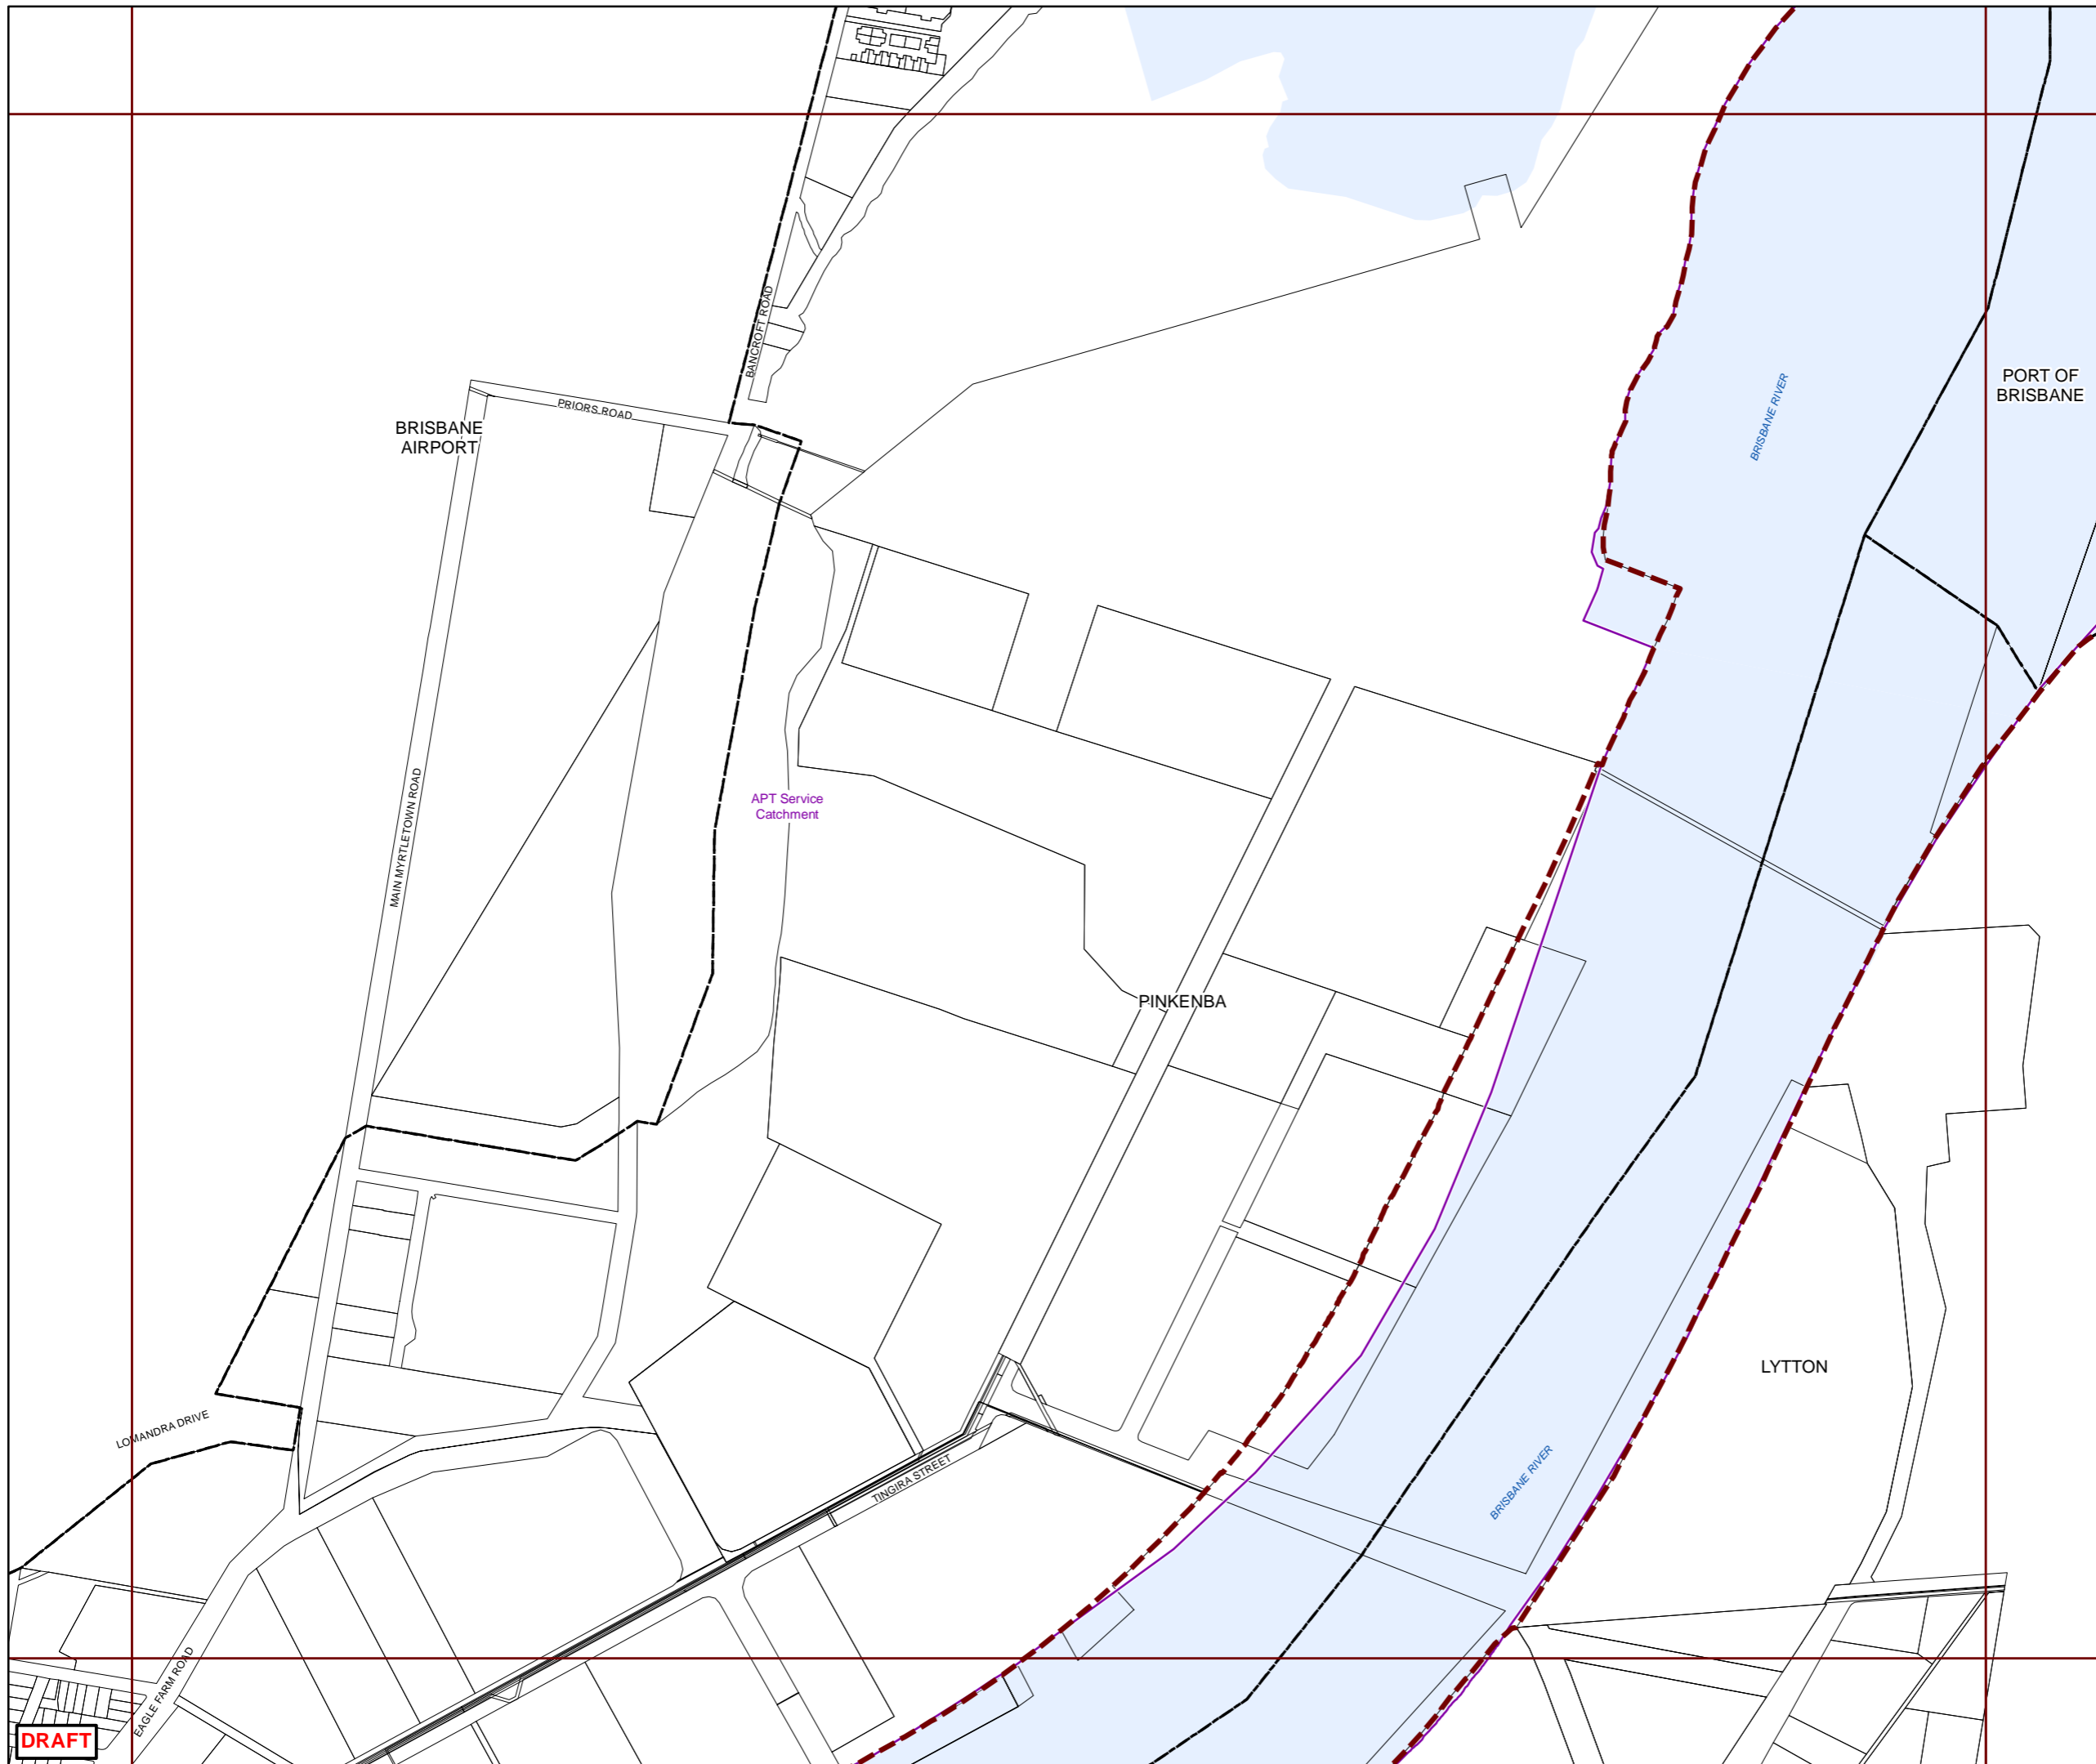 BANCROFT ROAD
PRIORS ROAD
BRISBANE
AIRPORT
BRISBANE RIVER
PORT OF
BRISBANE
MAIN MYRTLETOWN ROAD
APT Service
Catchment
PINKENBA
LYTTON
LOMANDRA DRIVE
TINGIRA STREET
BRISBANE RIVER
EAGLE FARM ROAD
DRAFT